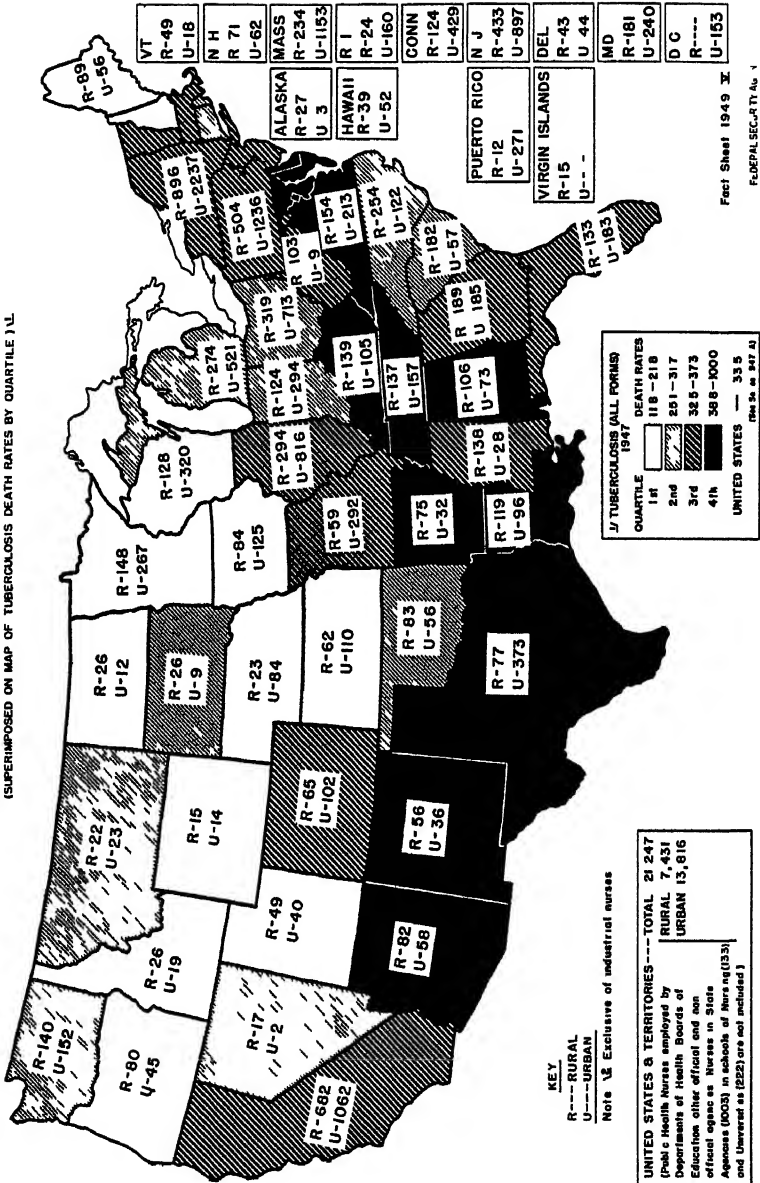 (SUPERIMPOSED ON MAP OF TUBERCULOSIS DEATH RATES BY QUARTILE)
R-140
U-152
R-80
U-45
R-682
U-1062
R-26
U-19
R-17
U-2
R-22
U-23
R-15
U-14
R-49
U-40
R-82
U-58
R-65
U-102
R-56
U-36
R-26
U-12
R-26
U-9
R-23
U-84
R-62
U-110
R-83
U-56
R-77
U-373
R-148
U-267
R-84
U-125
R-59
U-292
R-75
U-32
R-119
U-96
R-128
U-320
R-294
U-816
R-274
U-521
R-124
U-294
R-319
U-713
R-139
U-105
R-137
U-157
R-138
U-28
R-106
U-73
R 189
U 185
R-133
U-183
R-182
U-57
R-254
U-122
R-154
U-213
R 103
U-9
R-504
U-1236
R-896
U-2237
R-89
U-56
VT
R-49
U-18
N H
R 71
U-62
MASS
R-234
U-1153
R I
R-24
U-160
CONN
R-124
U-429
N J
R-433
U-897
DEL
R-43
U 44
MD
R-181
U-240
D C
R----
U-153
ALASKA
R-27
U 3
HAWAII
R-39
U-52
PUERTO RICO
R-12
U-271
VIRGIN ISLANDS
R-15
U---
KEY
R---RURAL
U---URBAN
Note \2 Exclusive of industrial nurses
UNITED STATES & TERRITORIES---TOTAL 21 247
(Public Health Nurses employed by RURAL 7,431
Departments of Health Boards of URBAN 13,816
Education other official and non
official agencies Nurses in State
Agencies (1003) in schools of Nursing (133)
and Universities (222) are not included)
1/ TUBERCULOSIS (ALL FORMS)
1947
QUARTILE DEATH RATES
1st 118-218
2nd 251-317
3rd 325-373
4th 388-1000
UNITED STATES — 335
Fact Sheet 1949 X
FEDERAL SECURITY